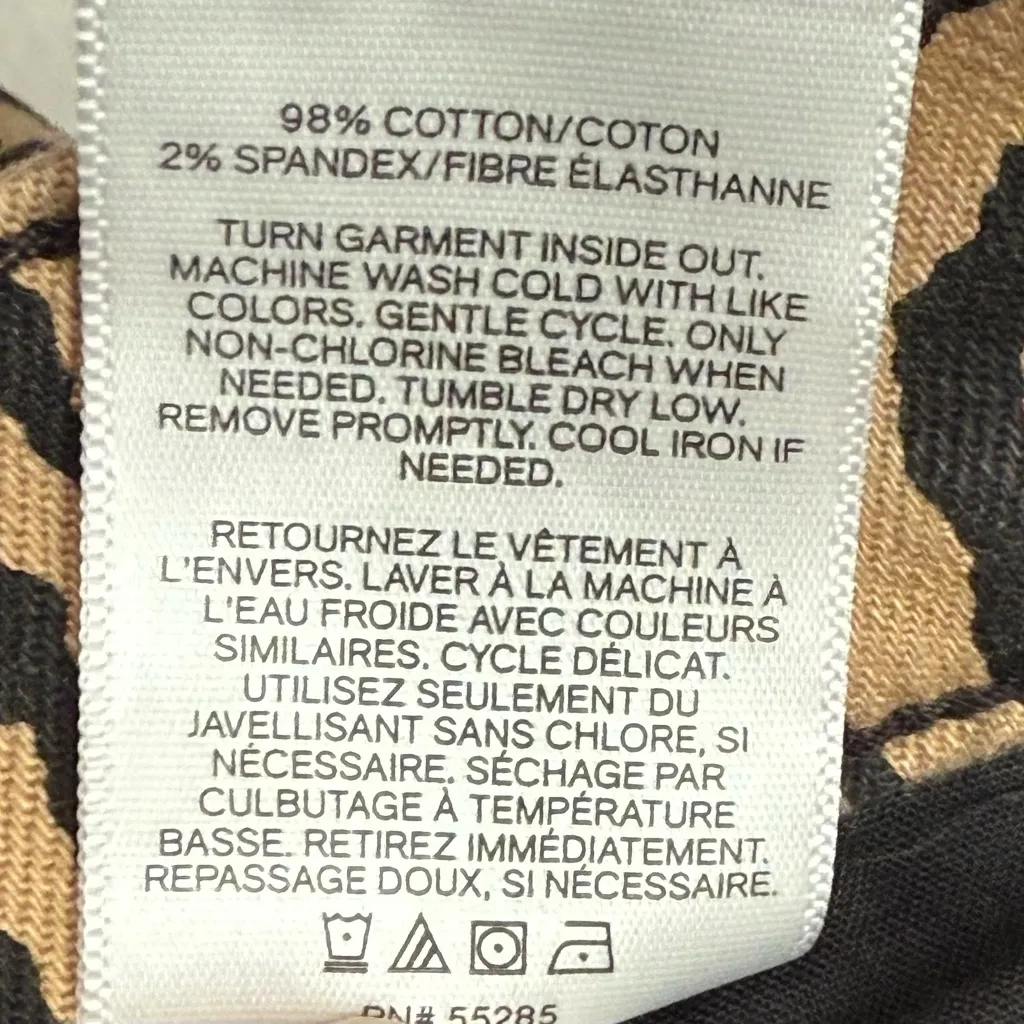 98% COTTON/COTON
2% SPANDEX/FIBRE ÉLASTHANNE
TURN GARMENT INSIDE OUT.
MACHINE WASH COLD WITH LIKE
COLORS. GENTLE CYCLE. ONLY
NON-CHLORINE BLEACH WHEN
NEEDED. TUMBLE DRY LOW.
REMOVE PROMPTLY. COOL IRON IF
NEEDED.
RETOURNEZ LE VÊTEMENT À
L'ENVERS. LAVER À LA MACHINE À
L'EAU FROIDE AVEC COULEURS
SIMILAIRES. CYCLE DÉLICAT.
UTILISEZ SEULEMENT DU
JAVELLISANT SANS CHLORE, SI
NÉCESSAIRE. SÉCHAGE PAR
CULBUTAGE À TEMPÉRATURE
BASSE. RETIREZ IMMÉDIATEMENT.
REPASSAGE DOUX, SI NÉCESSAIRE.
RN# 55285